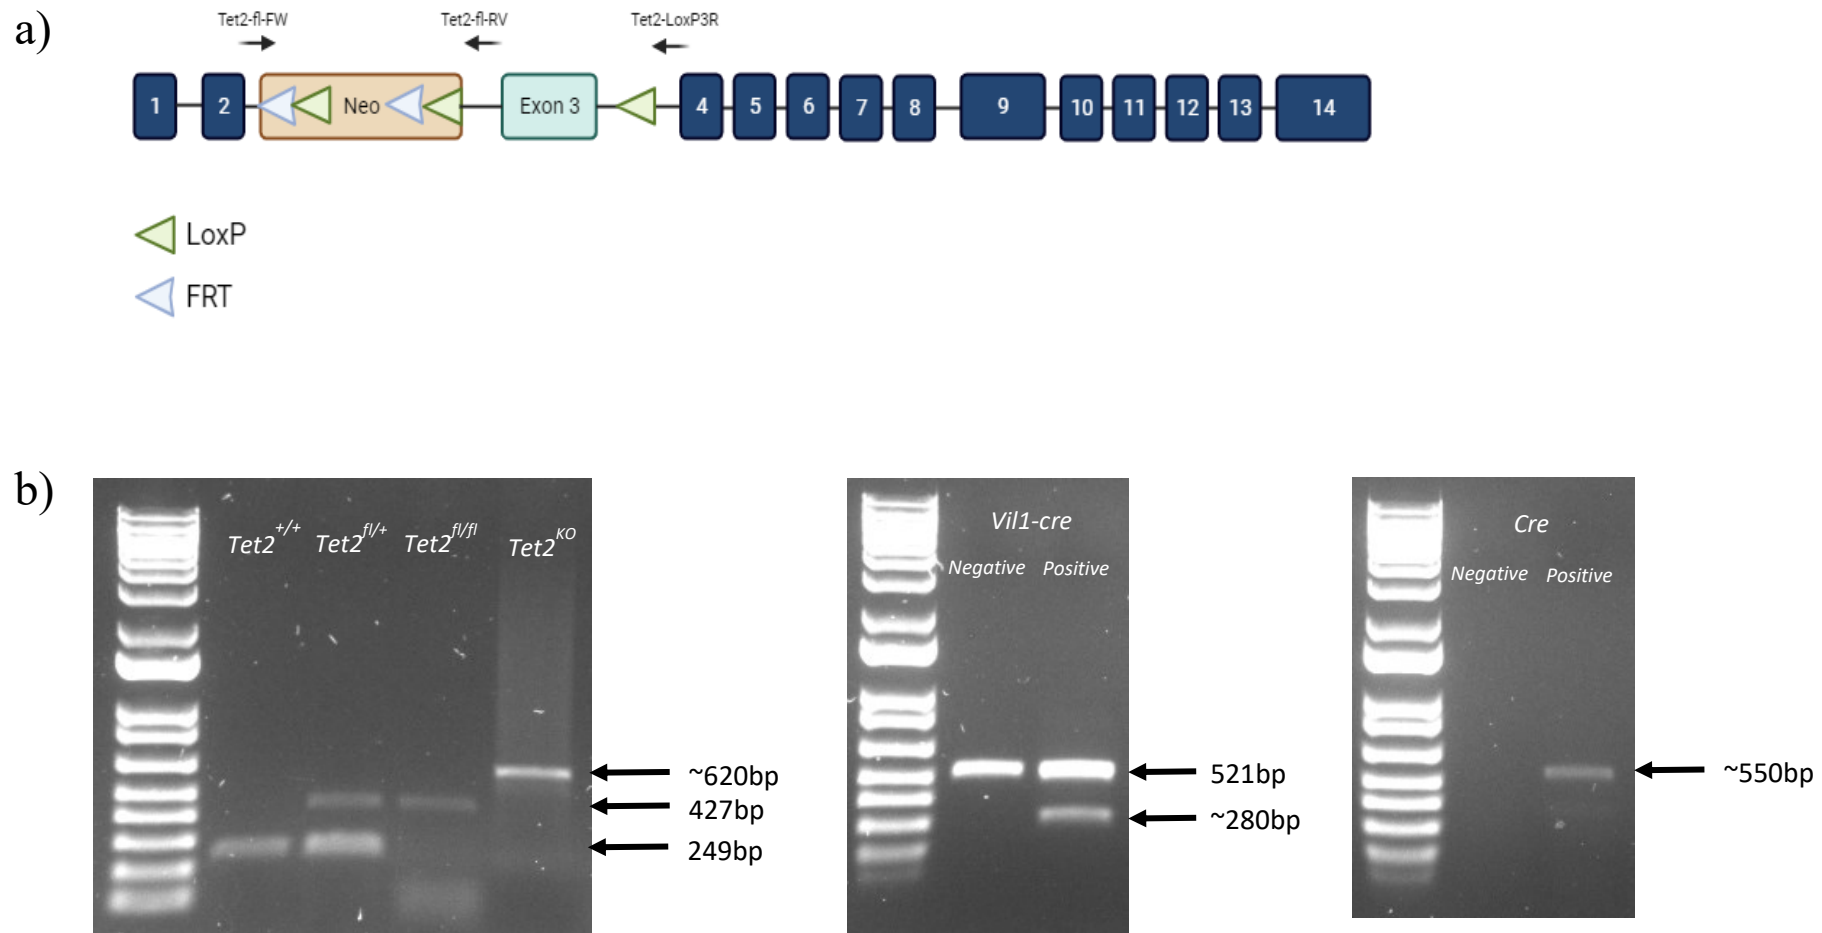 a)
Tet2-fl-FW Tet2-fl-RV Tet2-LoxP3R
1 2 Neo Exon 3 4 5 6 7 8 9 10 11 12 13 14
LoxP
FRT
b)
Tet2+/+ Tet2fl/+ Tet2fl/fl Tet2KO
~620bp
427bp
249bp
Vil1-cre
Negative Positive
521bp
~280bp
Cre
Negative Positive
~550bp